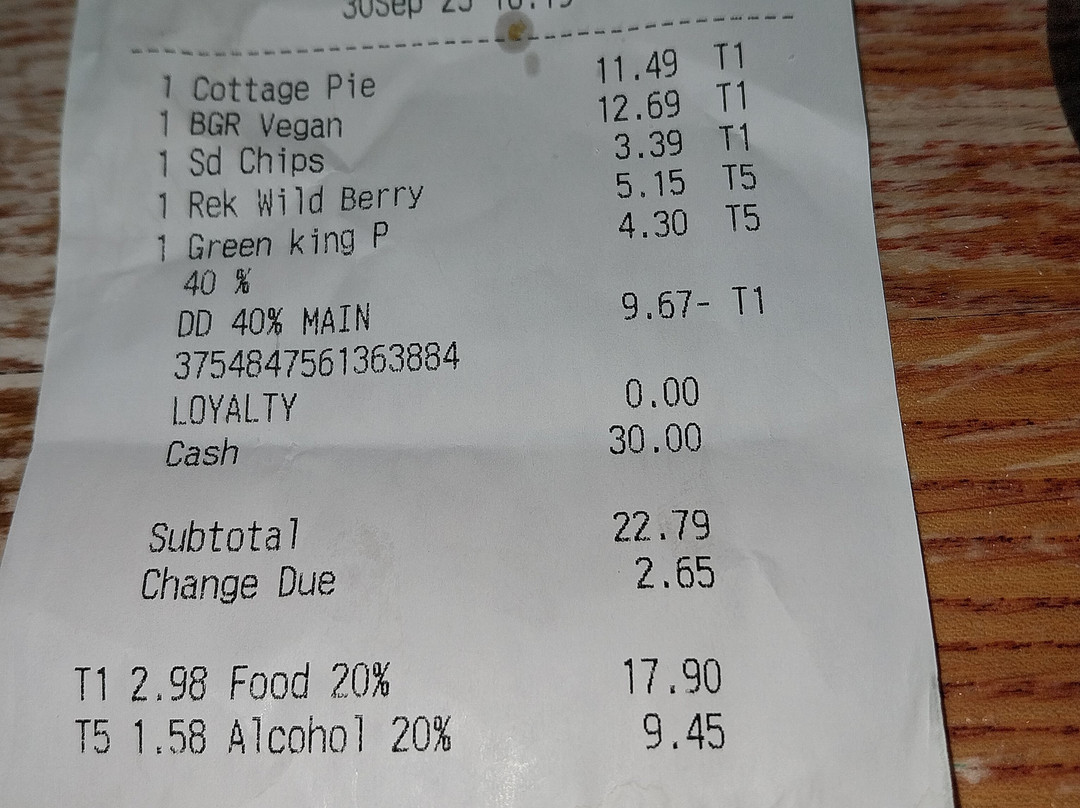 30Sep
1 Cottage Pie 11.49 T1
1 BGR Vegan 12.69 T1
1 Sd Chips 3.39 T1
1 Rek Wild Berry 5.15 T5
1 Green king P 4.30 T5
40 %
DD 40% MAIN 9.67- T1
3754847561363884
LOYALTY 0.00
Cash 30.00
Subtotal 22.79
Change Due 2.65
T1 2.98 Food 20% 17.90
T5 1.58 Alcohol 20% 9.45